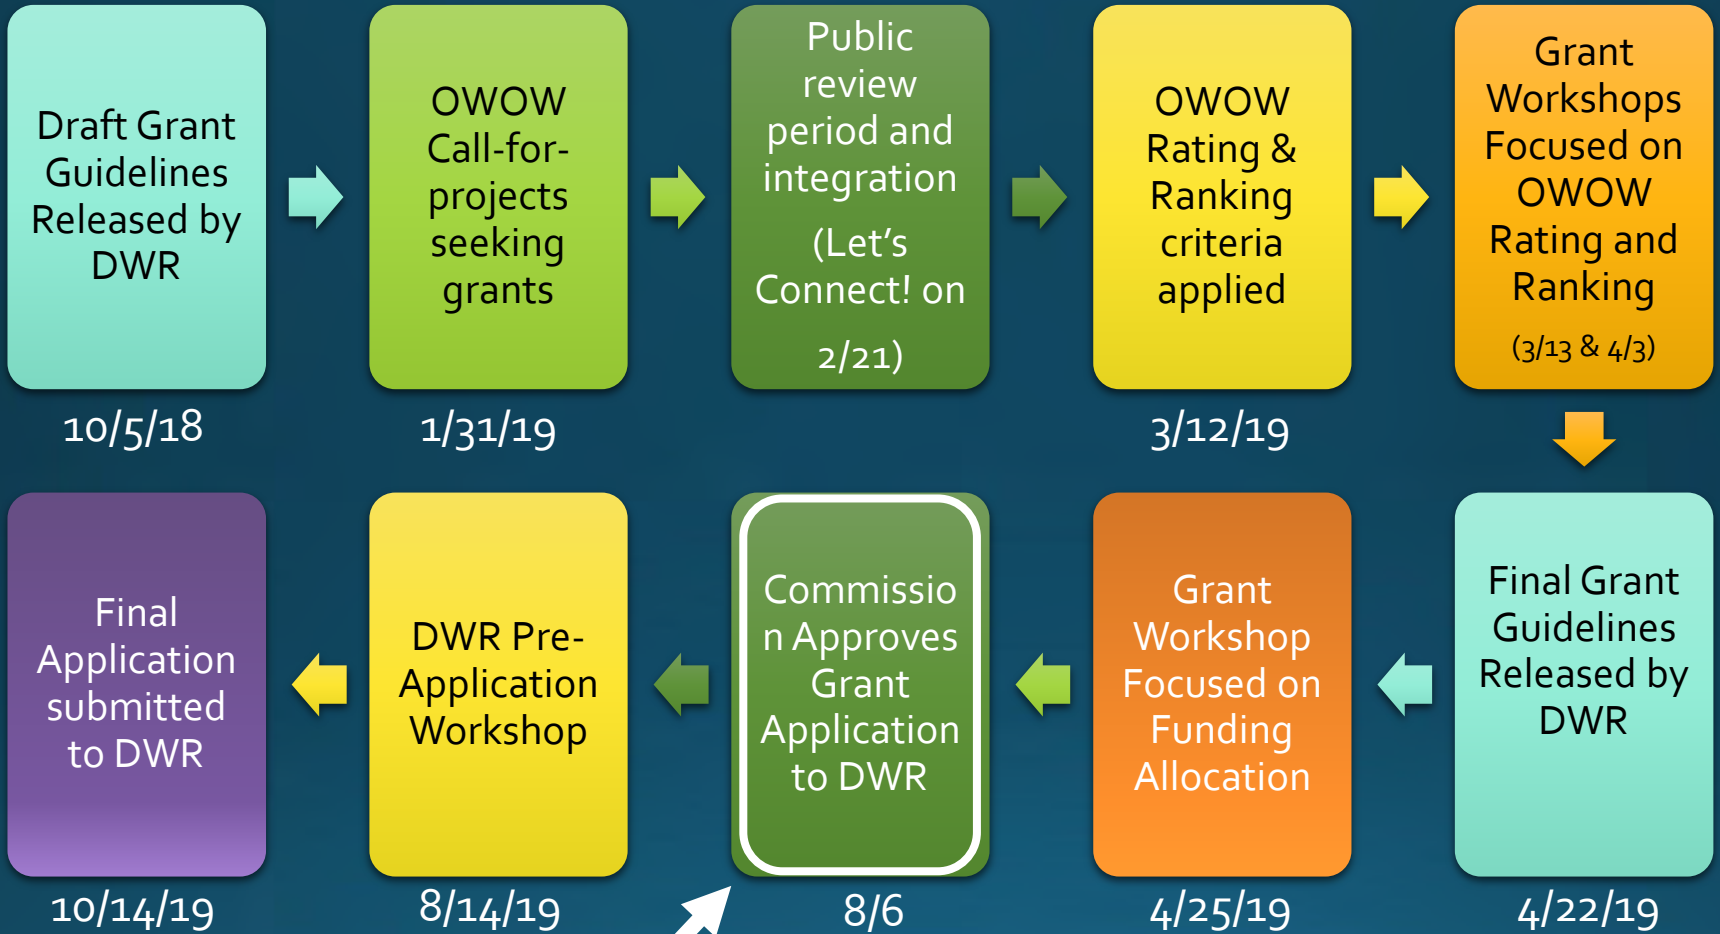 Draft Grant
Guidelines
Released by
DWR
10/5/18
OWOW
Call-for-
projects
seeking
grants
1/31/19
Public
review
period and
integration
(Let's
Connect! on
2/21)
OWOW
Rating &
Ranking
criteria
applied
3/12/19
Grant
Workshops
Focused on
OWOW
Rating and
Ranking
(3/13 & 4/3)
Final Grant
Guidelines
Released by
DWR
4/22/19
Grant
Workshop
Focused on
Funding
Allocation
4/25/19
Commissio
n Approves
Grant
Application
to DWR
8/6
DWR Pre-
Application
Workshop
8/14/19
Final
Application
submitted
to DWR
10/14/19